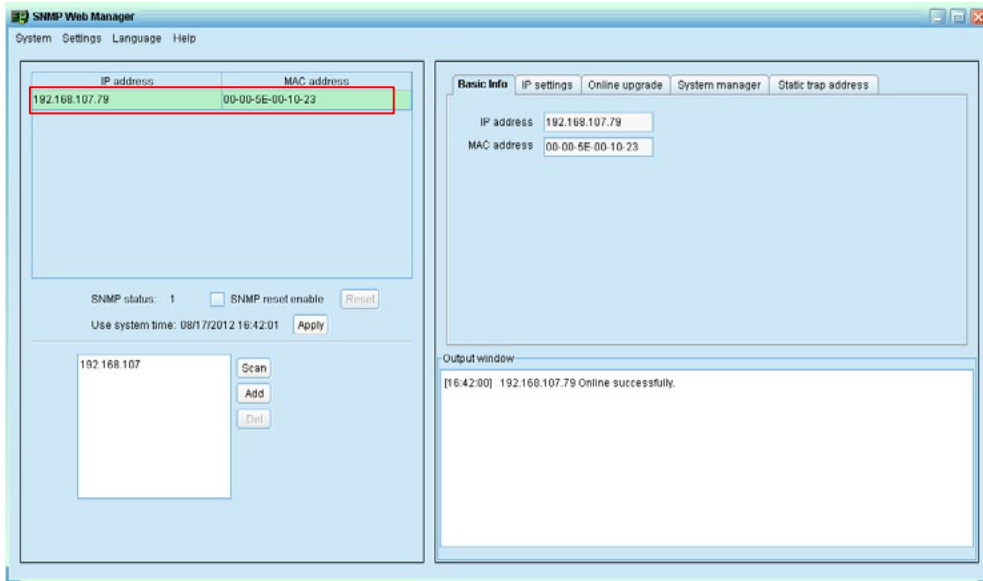 SNMP Web Manager
System Settings Language Help
IP address MAC address
192.168.107.79 00-00-5E-00-10-23
SNMP status: 1 SNMP reset enable Reset
Use system time: 08/17/2012 16:42:01 Apply
192.168.107
Scan
Add
Del
Basic Info IP settings Online upgrade System manager Static trap address
IP address 192.168.107.79
MAC address 00-00-5E-00-10-23
Output window
[16:42:00] 192.168.107.79 Online successfully.